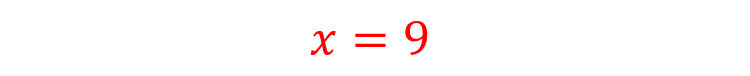 x = 9